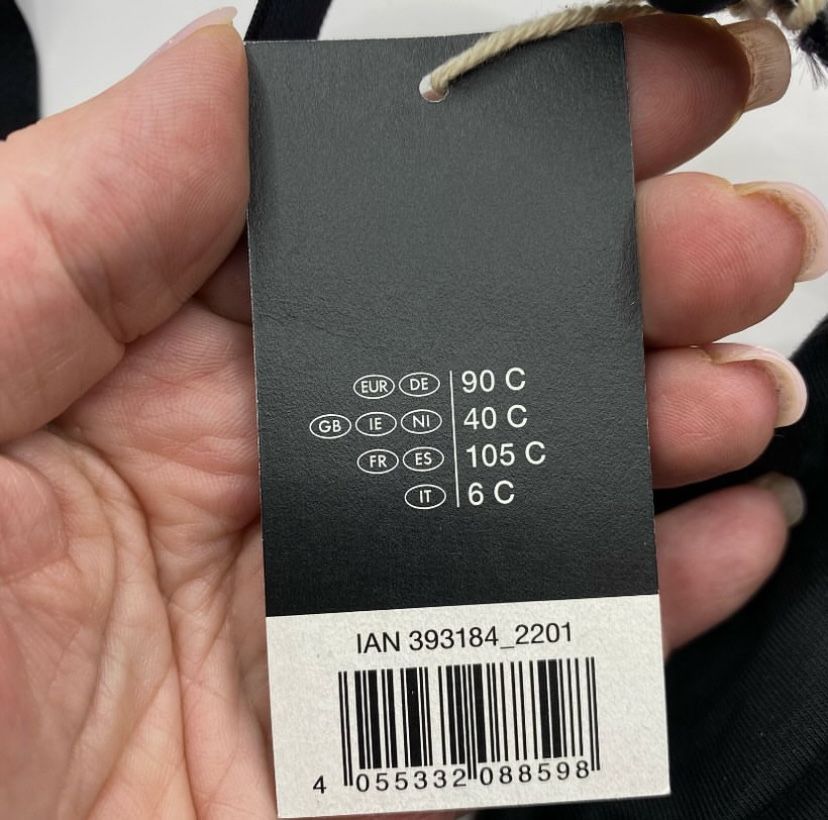 EUR DE 90 C
GB IE NI 40 C
FR ES 105 C
IT 6 C
IAN 393184_2201
4 055332 088598